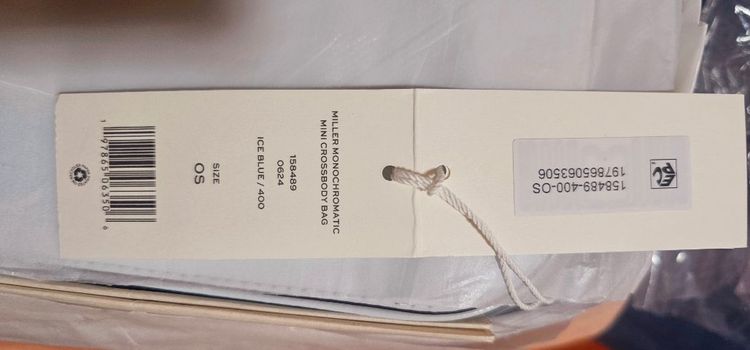 MILLER MONOCHROMATIC
MINI CROSSBODY BAG
158489
0624
ICE BLUE / 400
SIZE
OS
1 97865 06350 6
158489-400-OS
197865063506